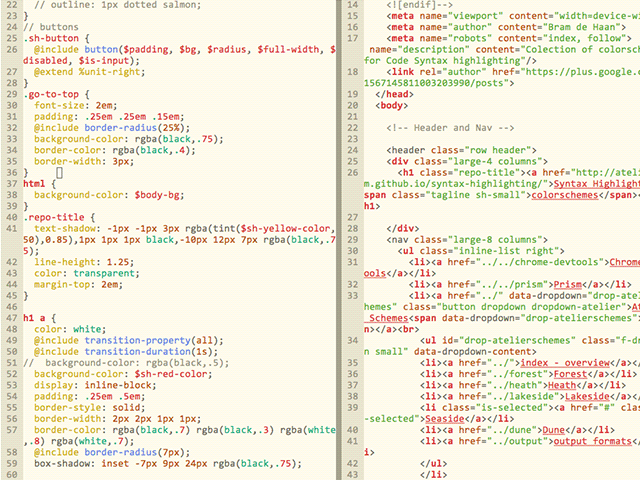 22 // outline: 1px dotted salmon;
23 }
24 // buttons
25 .sh-button {
26 @include button($padding, $bg, $radius, $full-width, $
disabled, $is-input);
27 @extend %unit-right;
28 }
29 .go-to-top {
30 font-size: 2em;
31 padding: .25em .25em .15em;
32 @include border-radius(25%);
33 background-color: rgba(black,.75);
34 border-color: rgba(black,.4);
35 border-width: 3px;
36 }
37 html {
38 background-color: $body-bg;
39 }
40 .repo-title {
41 text-shadow: -1px -1px 3px rgba(tint($sh-yellow-color,
50),0.85),1px 1px 1px black,-10px 12px 7px rgba(black,.7
5);
42 line-height: 1.25;
43 color: transparent;
44 margin-top: 2em;
45 }
46
47 h1 a {
48 color: white;
49 @include transition-property(all);
50 @include transition-duration(1s);
51 // background-color: rgba(black,.5);
52 background-color: $sh-red-color;
53 display: inline-block;
54 padding: .25em .5em;
55 border-style: solid;
56 border-width: 2px 2px 1px 1px;
57 border-color: rgba(black,.7) rgba(black,.3) rgba(white
,.8) rgba(white,.7);
58 @include border-radius(7px);
59 box-shadow: inset -7px 9px 24px rgba(black,.75);
60
14 <![endif]-->
15 <meta name="viewport" content="width=device-w
16 <meta name="author" content="Bram de Haan">
17 <meta name="robots" content="index, follow">
name="description" content="Colection of colorsch
for Code Syntax highlighting"/>
18 <link rel="author" href="https://plus.google.c
1567145811003203990/posts">
19 </head>
20 <body>
22 <!-- Header and Nav -->
24 <header class="row header">
25 <div class="large-4 columns">
26 <h1 class="repo-title"><a href="http://ateli
m.github.io/syntax-highlighting/">Syntax Highligh
span class="tagline sh-small">colorschemes</span>
h1>
28 </div>
29 <nav class="large-8 columns">
30 <ul class="inline-list right">
31 <li><a href="../../chrome-devtools">Chrome
ools</a></li>
32 <li><a href="../../prism">Prism</a></li>
33 <li><a href="../" data-dropdown="drop-atel
hemes" class="button dropdown dropdown-atelier">At
_Schemes<span data-dropdown="drop-atelierschemes">
n></a><br>
34 <ul id="drop-atelierschemes" class="f-dr
n small" data-dropdown-content>
35 <li><a href="../">index - overview</a></
36 <li><a href="../forest">Forest</a></li>
37 <li><a href="../heath">Heath</a></li>
38 <li><a href="../lakeside">Lakeside</a></
39 <li class="is-selected"><a href="#" class
-selected">Seaside</a></li>
40 <li><a href="../dune">Dune</a></li>
41 <li><a href="../output">output formats</
i>
42 </ul>
43 </li>